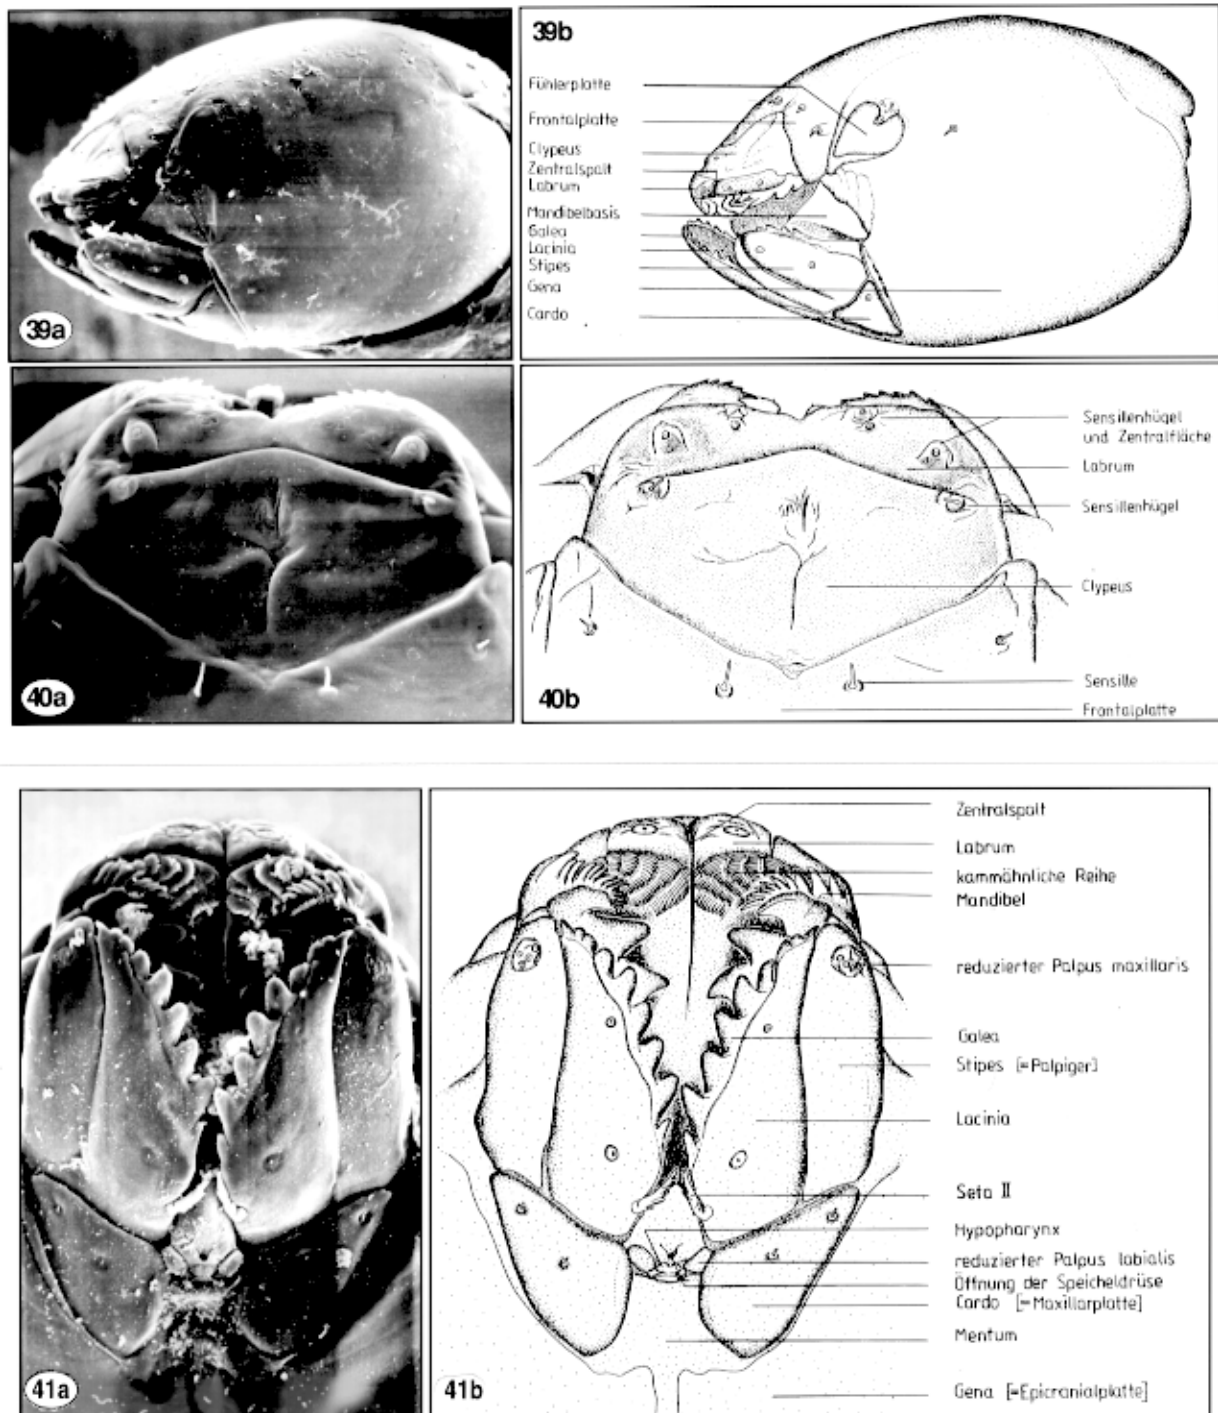 39a
39b
Fühlerplatte
Frontalplatte
Clypeus
Zentralspalt
Labrum
Mandibelbasis
Galea
Lacinia
Stipes
Gena
Cardo
40a
40b
Sensillenhügel
und Zentralfläche
Labrum
Sensillenhügel
Clypeus
Sensille
Frontalplatte
41a
41b
Zentralspalt
Labrum
kammähnliche Reihe
Mandibel
reduzierter Palpus maxillaris
Galea
Stipes [=Palpiger]
Lacinia
Seta II
Hypopharynx
reduzierter Palpus labialis
Öffnung der Speicheldrüse
Cardo [=Maxillarplatte]
Mentum
Gena [=Epicranialplatte]